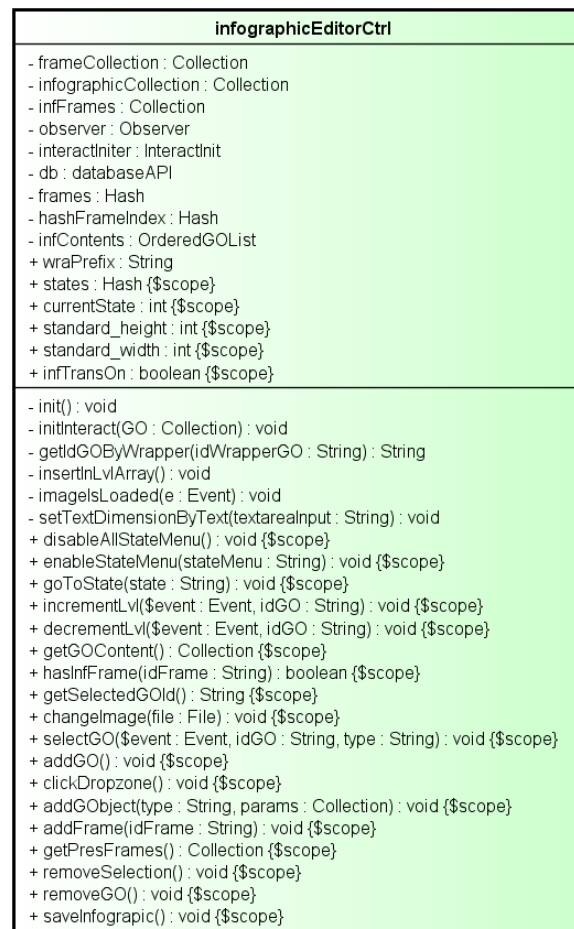 infographicEditorCtrl
- frameCollection : Collection
- infographicCollection : Collection
- infFrames : Collection
- observer : Observer
- interactIniter : InteractInit
- db : databaseAPI
- frames : Hash
- hashFrameIndex : Hash
- infContents : OrderedGOList
+ wraPrefix : String
+ states : Hash {$scope}
+ currentState : int {$scope}
+ standard_height : int {$scope}
+ standard_width : int {$scope}
+ infTransOn : boolean {$scope}
- init() : void
- initInteract(GO : Collection) : void
- getIdGOByWrapper(idWrapperGO : String) : String
- insertInLvlArray() : void
- imageIsLoaded(e : Event) : void
- setTextDimensionByText(textareaInput : String) : void
+ disableAllStateMenu() : void {$scope}
+ enableStateMenu(stateMenu : String) : void {$scope}
+ goToState(state : String) : void {$scope}
+ incrementLvl($event : Event, idGO : String) : void {$scope}
+ decrementLvl($event : Event, idGO : String) : void {$scope}
+ getGOContent() : Collection {$scope}
+ hasInfFrame(idFrame : String) : boolean {$scope}
+ getSelectedGOId() : String {$scope}
+ changeImage(file : File) : void {$scope}
+ selectGO($event : Event, idGO : String, type : String) : void {$scope}
+ addGO() : void {$scope}
+ clickDropzone() : void {$scope}
+ addGObject(type : String, params : Collection) : void {$scope}
+ addFrame(idFrame : String) : void {$scope}
+ getPresFrames() : Collection {$scope}
+ removeSelection() : void {$scope}
+ removeGO() : void {$scope}
+ saveInfograpic() : void {$scope}